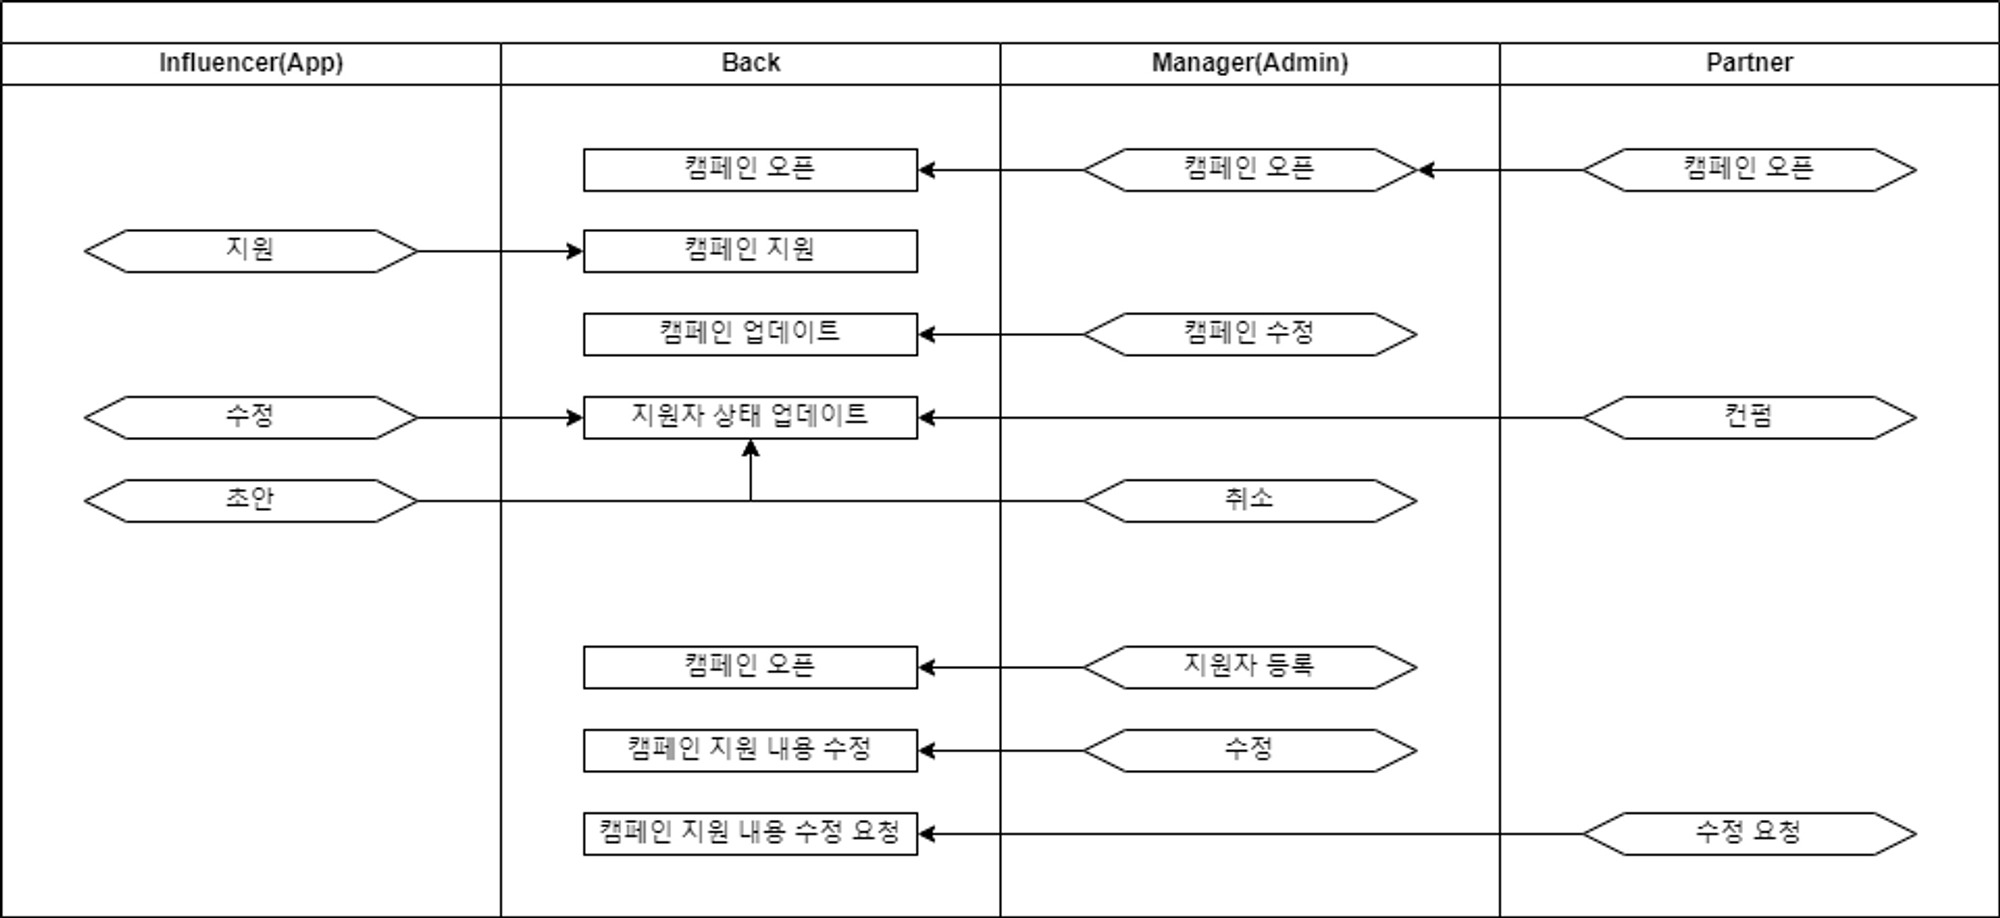 Influencer(App)
Back
Manager(Admin)
Partner
캠페인 오픈
캠페인 오픈
캠페인 오픈
지원
캠페인 지원
캠페인 업데이트
캠페인 수정
수정
지원자 상태 업데이트
컨펌
초안
취소
캠페인 오픈
지원자 등록
캠페인 지원 내용 수정
수정
캠페인 지원 내용 수정 요청
수정 요청